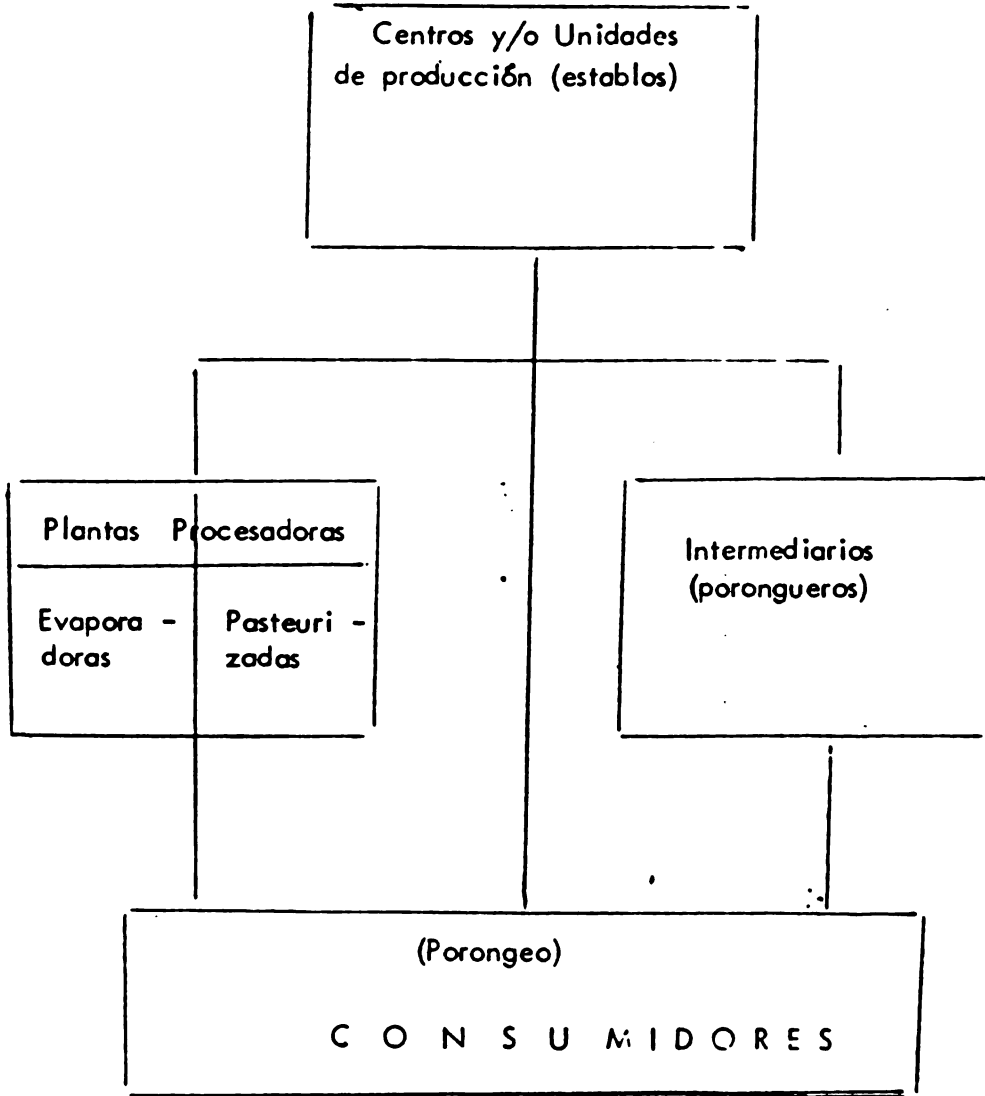 Centros y/o Unidades
de producción (establos)
Plantas Procesadoras
Evapora -
doras
Pasteuri -
zadas
Intermediarios
(porongueros)
(Porongeo)
C O N S U M I D O R E S